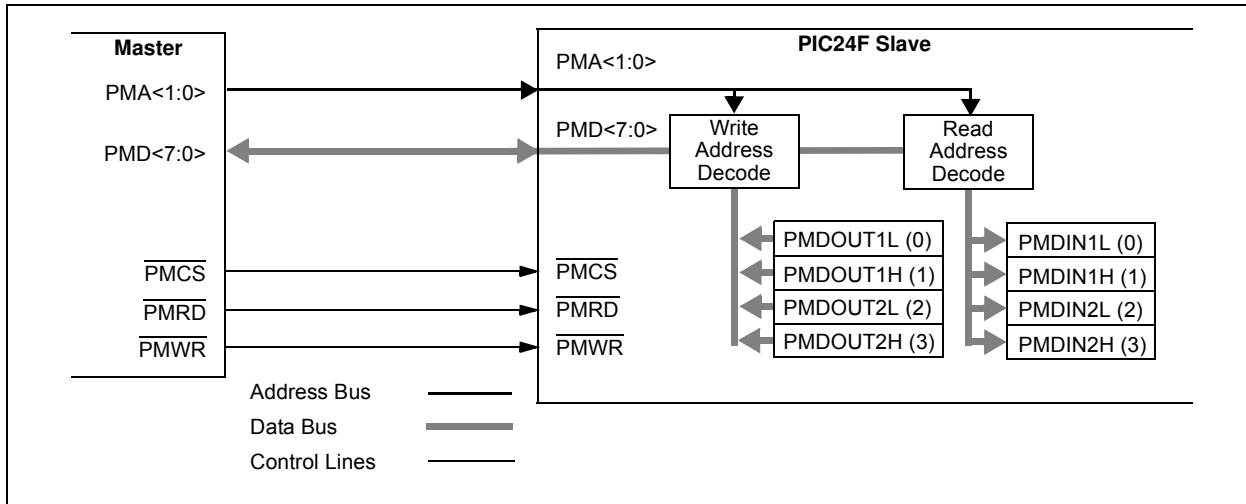 Master
PIC24F Slave
PMA<1:0>
PMA<1:0>
PMD<7:0>
PMD<7:0>
Write
Address
Decode
Read
Address
Decode
PMDOUT1L (0)
PMDOUT1H (1)
PMDOUT2L (2)
PMDOUT2H (3)
PMDIN1L (0)
PMDIN1H (1)
PMDIN2L (2)
PMDIN2H (3)
PMCS
PMCS
PMRD
PMRD
PMWR
PMWR
Address Bus
Data Bus
Control Lines